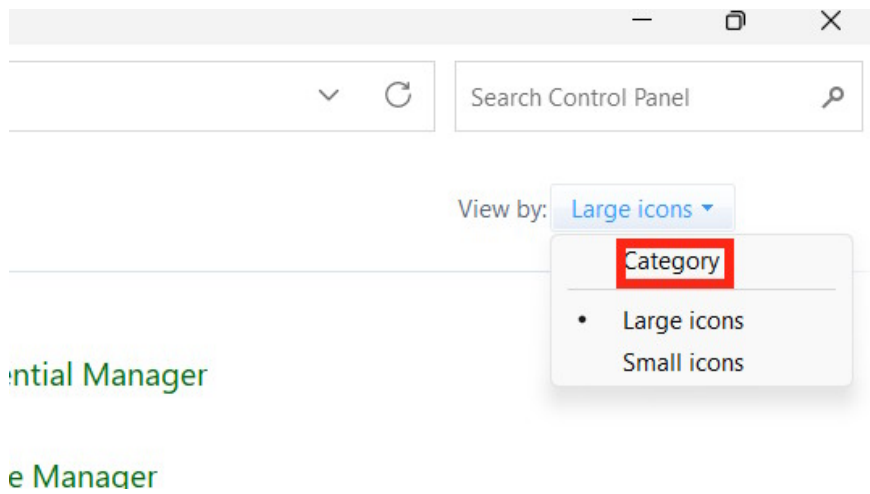 Search Control Panel
View by: Large icons
Category
Large icons
Small icons
ential Manager
e Manager